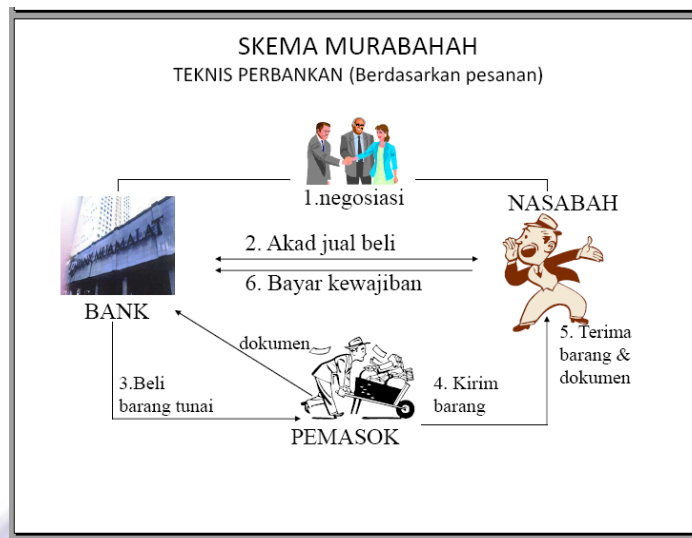 SKEMA MURABAHAH
TEKNIS PERBANKAN (Berdasarkan pesanan)
1.negosiasi
NASABAH
2. Akad jual beli
6. Bayar kewajiban
BANK
dokumen
3.Beli
barang tunai
4. Kirim
barang
5. Terima
barang &
dokumen
PEMASOK